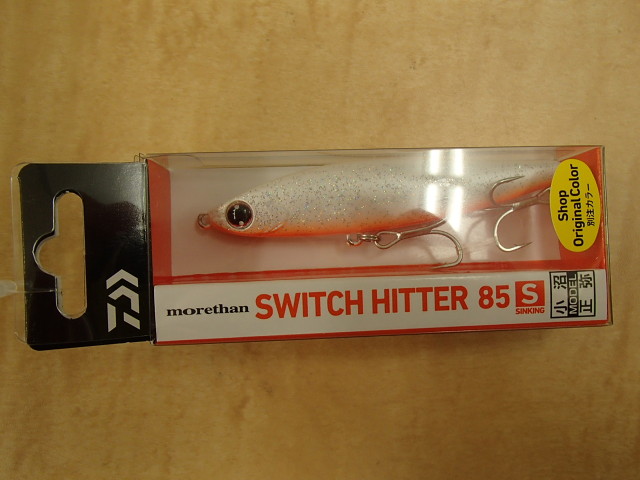 Shop
Original Color
別注カラー
morethan SWITCH HITTER 85 S
SINKING
小沼
MODEL
正弥